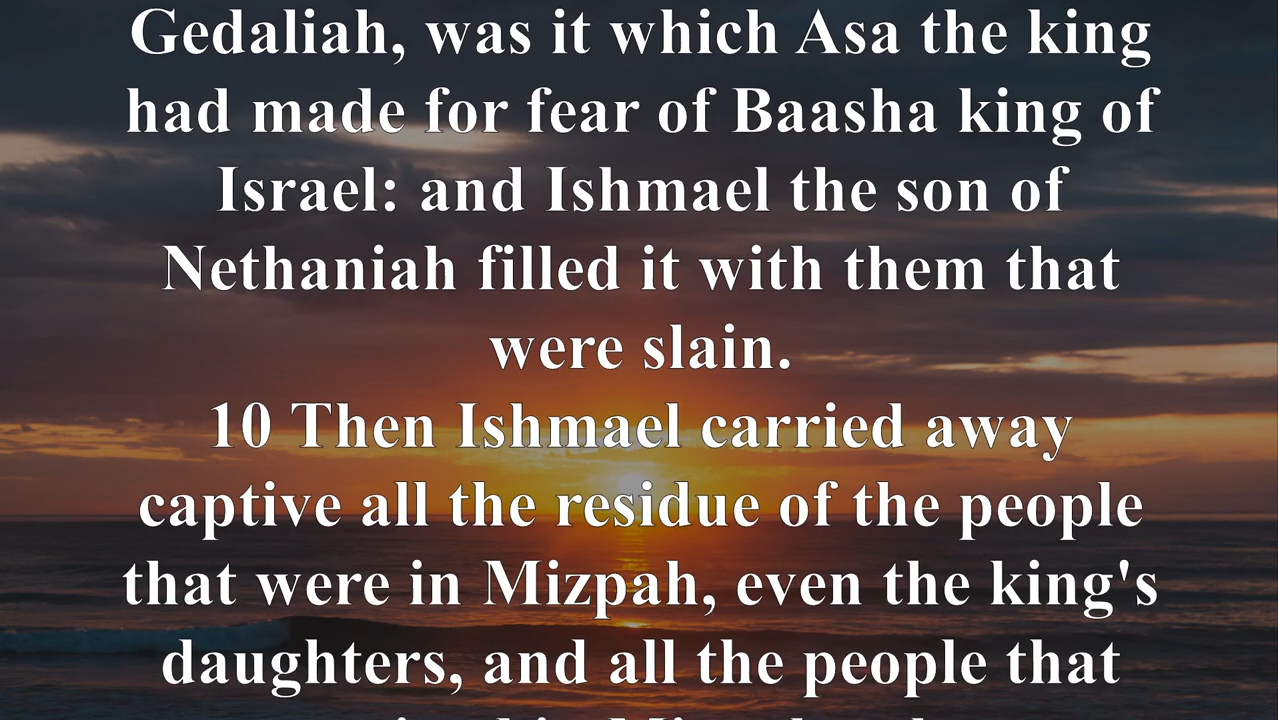 Gedaliah, was it which Asa the king
had made for fear of Baasha king of
Israel: and Ishmael the son of
Nethaniah filled it with them that
were slain.
10 Then Ishmael carried away
captive all the residue of the people
that were in Mizpah, even the king's
daughters, and all the people that